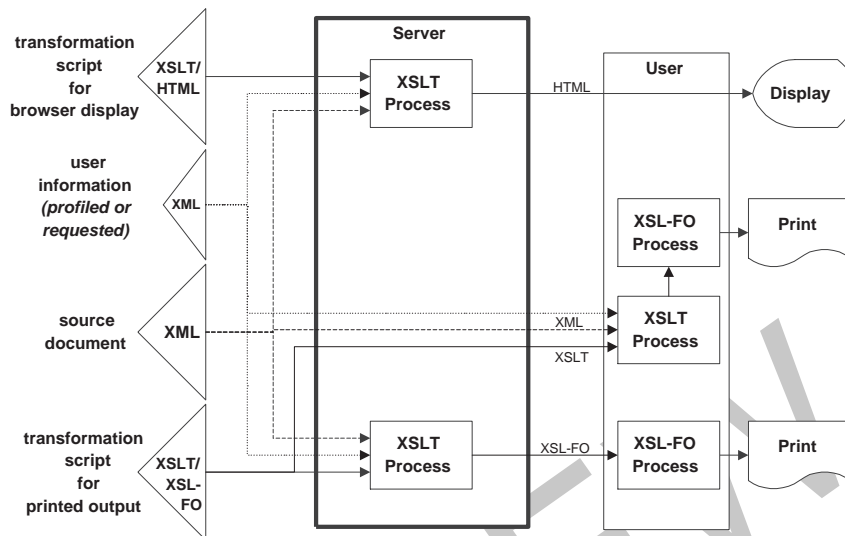 transformation
script
for
browser display
XSLT/
HTML
user
information
(profiled or
requested)
XML
source
document
XML
transformation
script
for
printed output
XSLT/
XSL-
FO
Server
XSLT
Process
XSLT
Process
HTML
XML
XSLT
XSL-FO
User
XSL-FO
Process
XSLT
Process
XSL-FO
Process
Display
Print
Print